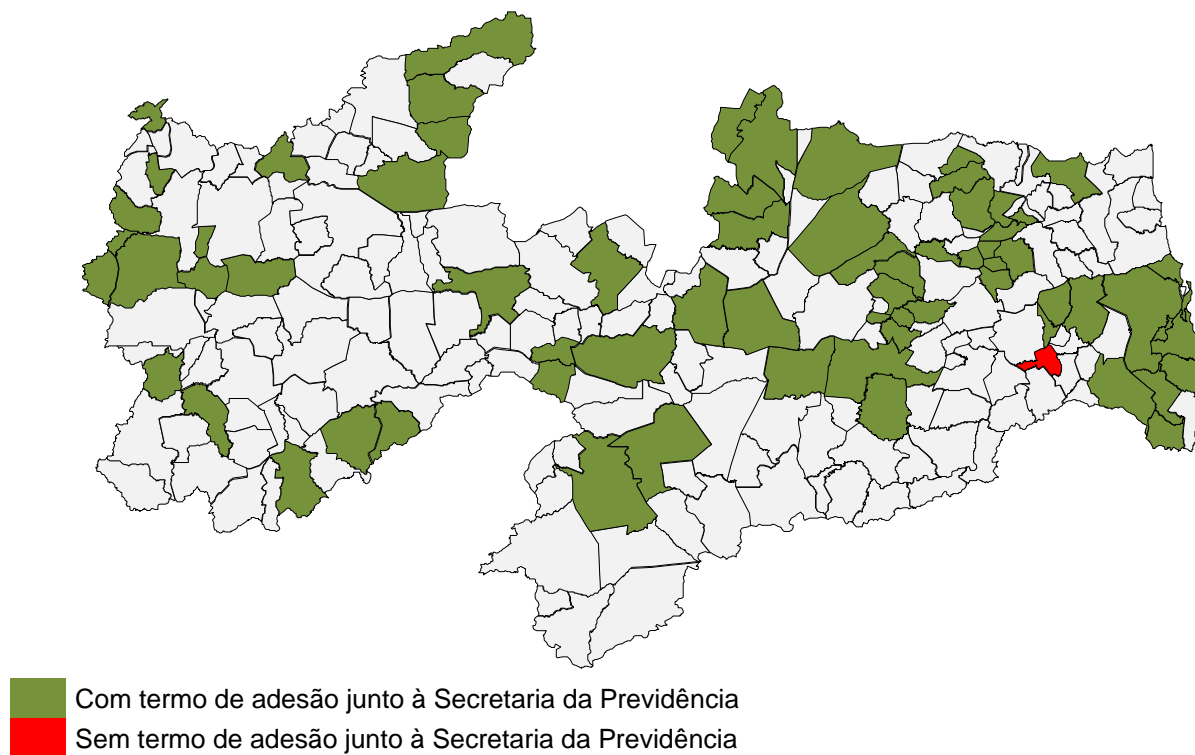 Com termo de adesão junto à Secretaria da Previdência
Sem termo de adesão junto à Secretaria da Previdência